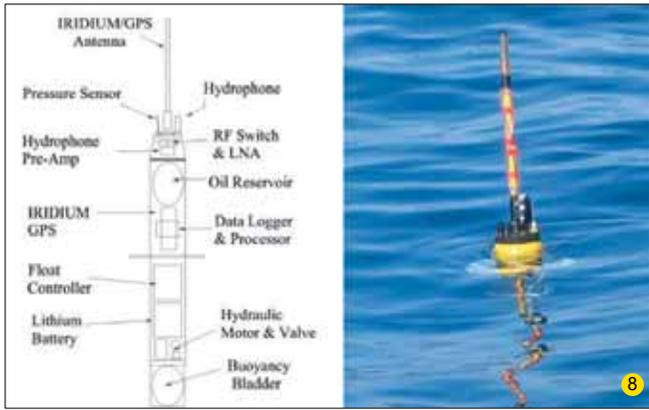 IRIDIUM/GPS
Antenna
Pressure Sensor
Hydrophone
Hydrophone
Pre-Amp
RF Switch
& LNA
Oil Reservoir
IRIDIUM
GPS
Data Logger
& Processor
Float
Controller
Lithium
Battery
Hydraulic
Motor & Valve
Buoyancy
Bladder
8